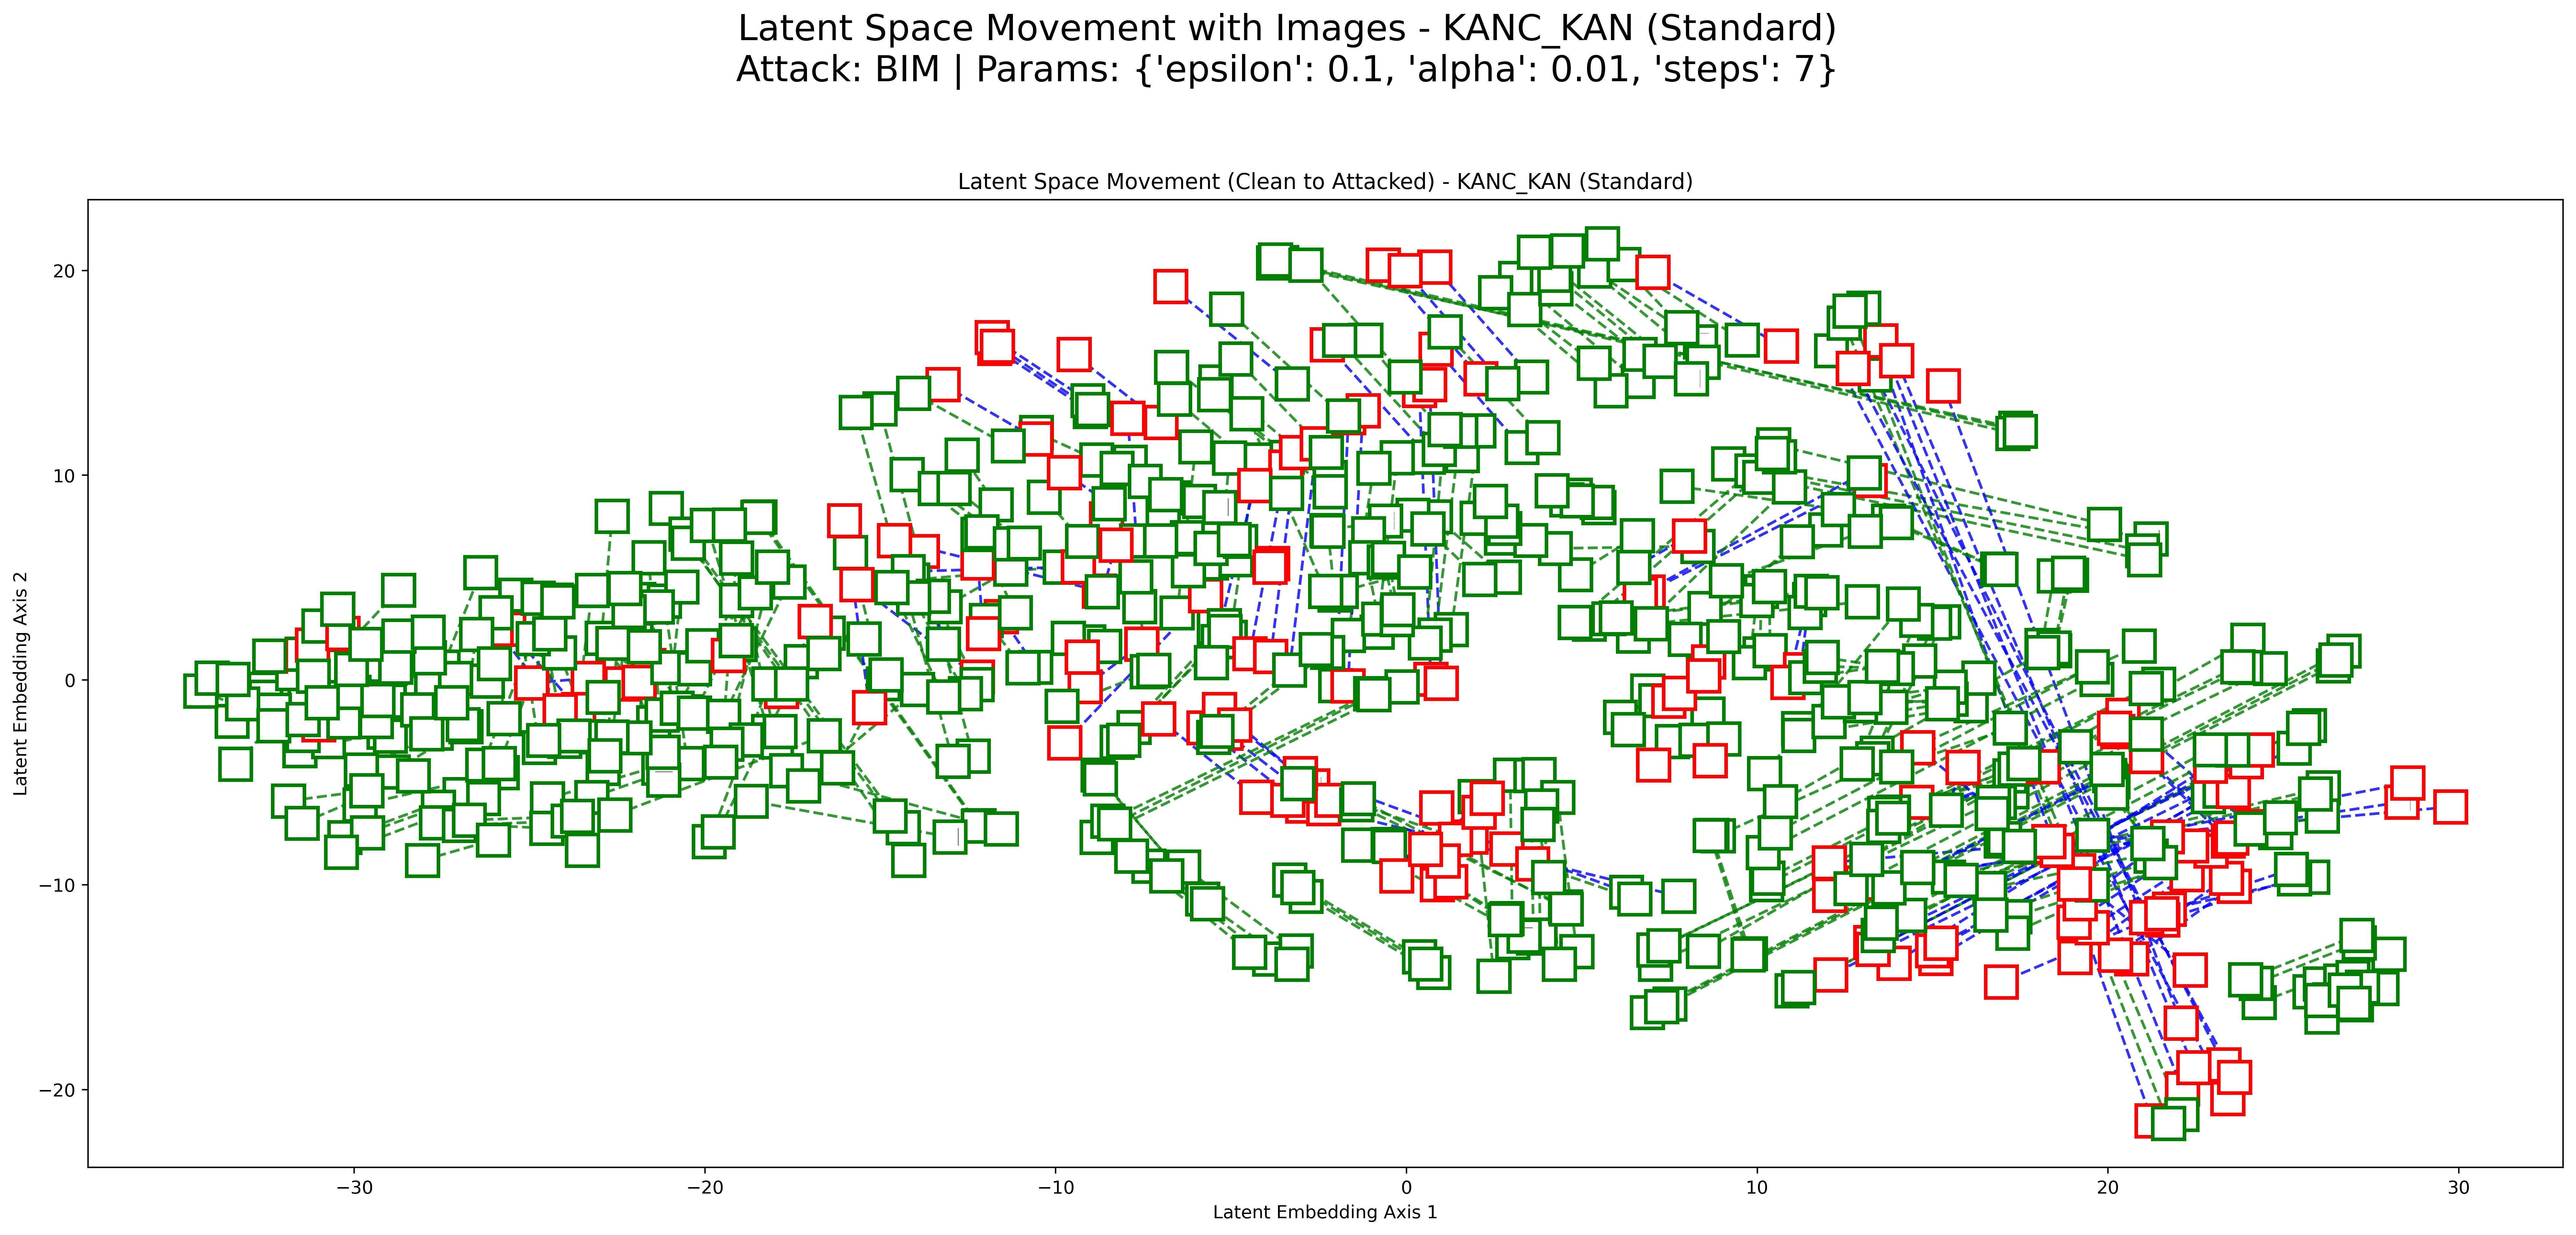 Latent Space Movement with Images - KANC_KAN (Standard)
Attack: BIM | Params: {'epsilon': 0.1, 'alpha': 0.01, 'steps': 7}
Latent Space Movement (Clean to Attacked) - KANC_KAN (Standard)
Latent Embedding Axis 2
20
10
0
−10
−20
−30
−20
−10
0
10
20
30
Latent Embedding Axis 1